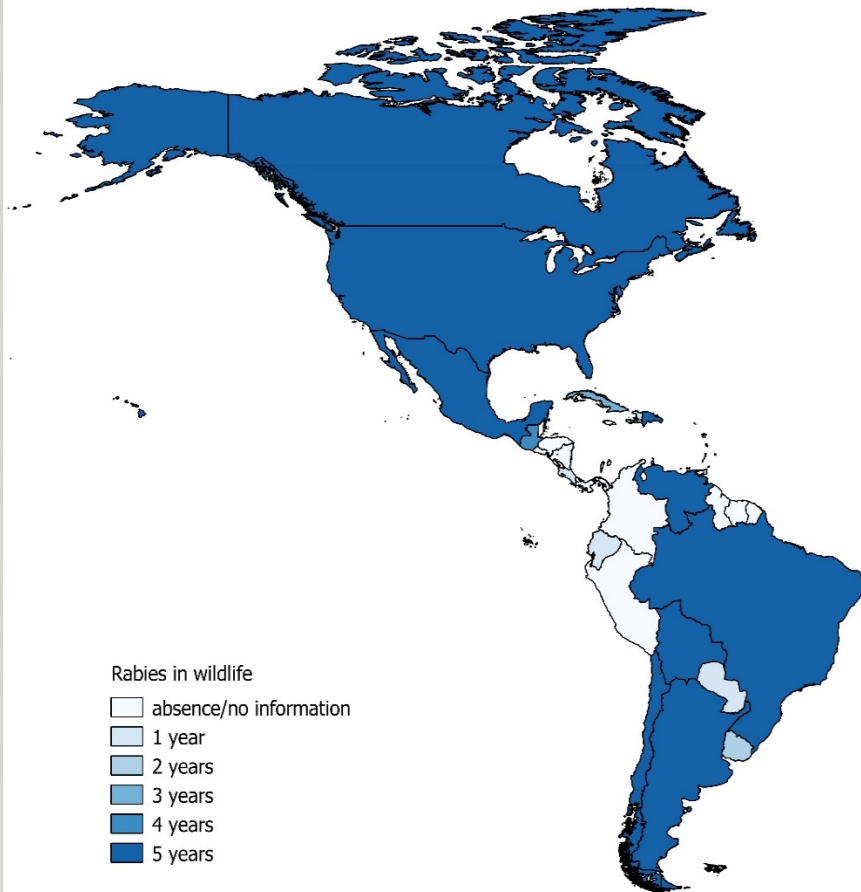 Rabies in wildlife
absence/no information
1 year
2 years
3 years
4 years
5 years